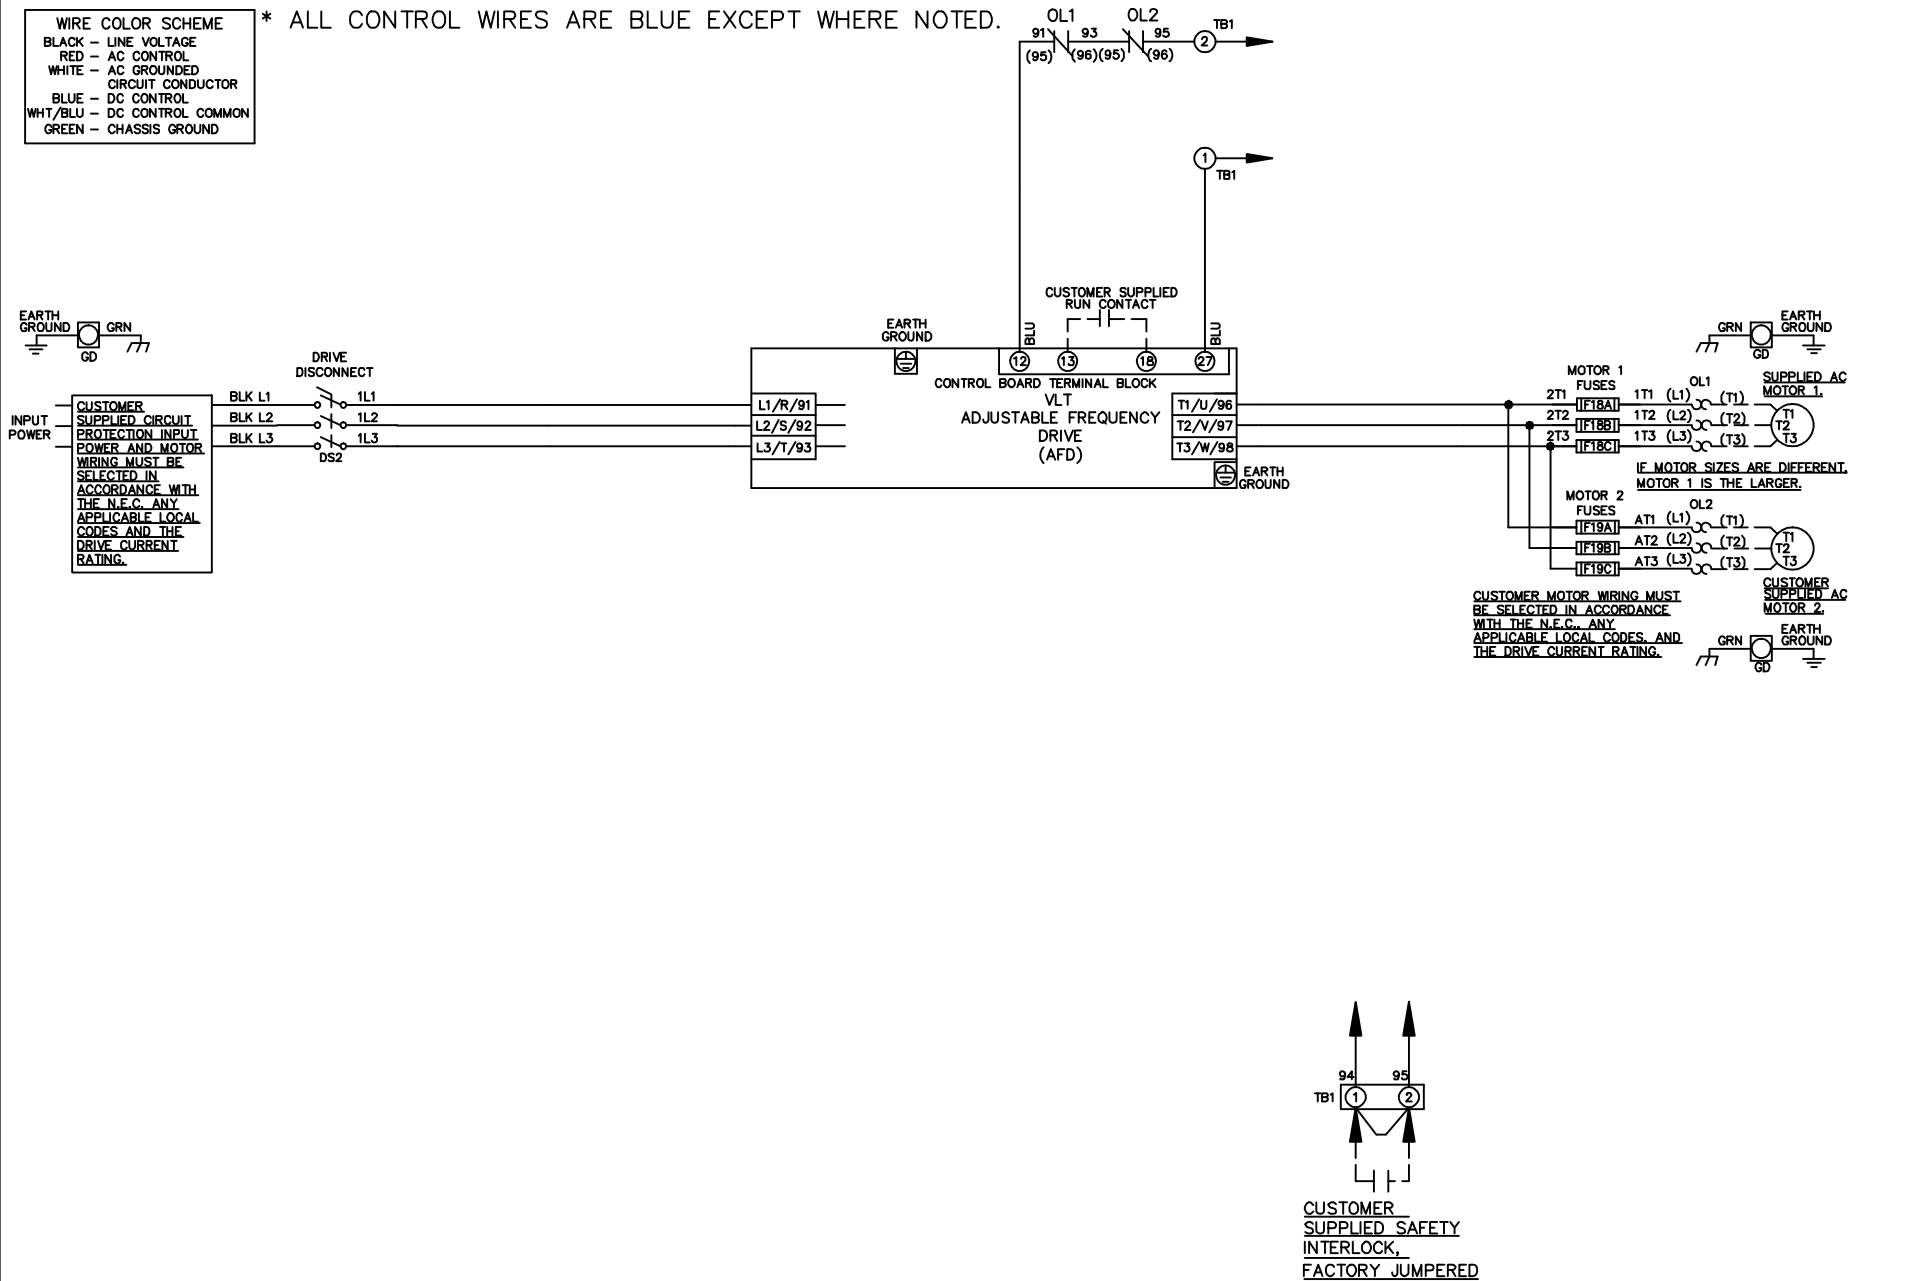 WIRE COLOR SCHEME
BLACK – LINE VOLTAGE
RED – AC CONTROL
WHITE – AC GROUNDED
CIRCUIT CONDUCTOR
BLUE – DC CONTROL
WHT/BLU – DC CONTROL COMMON
GREEN – CHASSIS GROUND
* ALL CONTROL WIRES ARE BLUE EXCEPT WHERE NOTED.
OL1 OL2
91 93 95 TB1
2
(95) (96)(95) (96)
1
TB1
CUSTOMER SUPPLIED
RUN CONTACT
BLU BLU
EARTH
GROUND
12 13 18 27
CONTROL BOARD TERMINAL BLOCK
VLT
ADJUSTABLE FREQUENCY
DRIVE
(AFD)
L1/R/91
L2/S/92
L3/T/93
T1/U/96
T2/V/97
T3/W/98
EARTH
GROUND
EARTH
GROUND GRN
GD
DRIVE
DISCONNECT
INPUT
POWER
CUSTOMER
SUPPLIED CIRCUIT
PROTECTION INPUT
POWER AND MOTOR
WIRING MUST BE
SELECTED IN
ACCORDANCE WITH
THE N.E.C. ANY
APPLICABLE LOCAL
CODES AND THE
DRIVE CURRENT
RATING.
BLK L1 1L1
BLK L2 1L2
BLK L3 1L3
DS2
EARTH
GRN GROUND
GD
MOTOR 1
FUSES OL1
SUPPLIED AC
MOTOR 1.
2T1 F18A 1T1 (L1) (T1) T1
2T2 F18B 1T2 (L2) (T2) T2
2T3 F18C 1T3 (L3) (T3) T3
IF MOTOR SIZES ARE DIFFERENT,
MOTOR 1 IS THE LARGER.
MOTOR 2
FUSES OL2
F19A AT1 (L1) (T1) T1
F19B AT2 (L2) (T2) T2
F19C AT3 (L3) (T3) T3
CUSTOMER
SUPPLIED AC
MOTOR 2.
CUSTOMER MOTOR WIRING MUST
BE SELECTED IN ACCORDANCE
WITH THE N.E.C., ANY
APPLICABLE LOCAL CODES, AND
THE DRIVE CURRENT RATING.
EARTH
GRN GROUND
GD
94 95
TB1 1 2
CUSTOMER
SUPPLIED SAFETY
INTERLOCK,
FACTORY JUMPERED